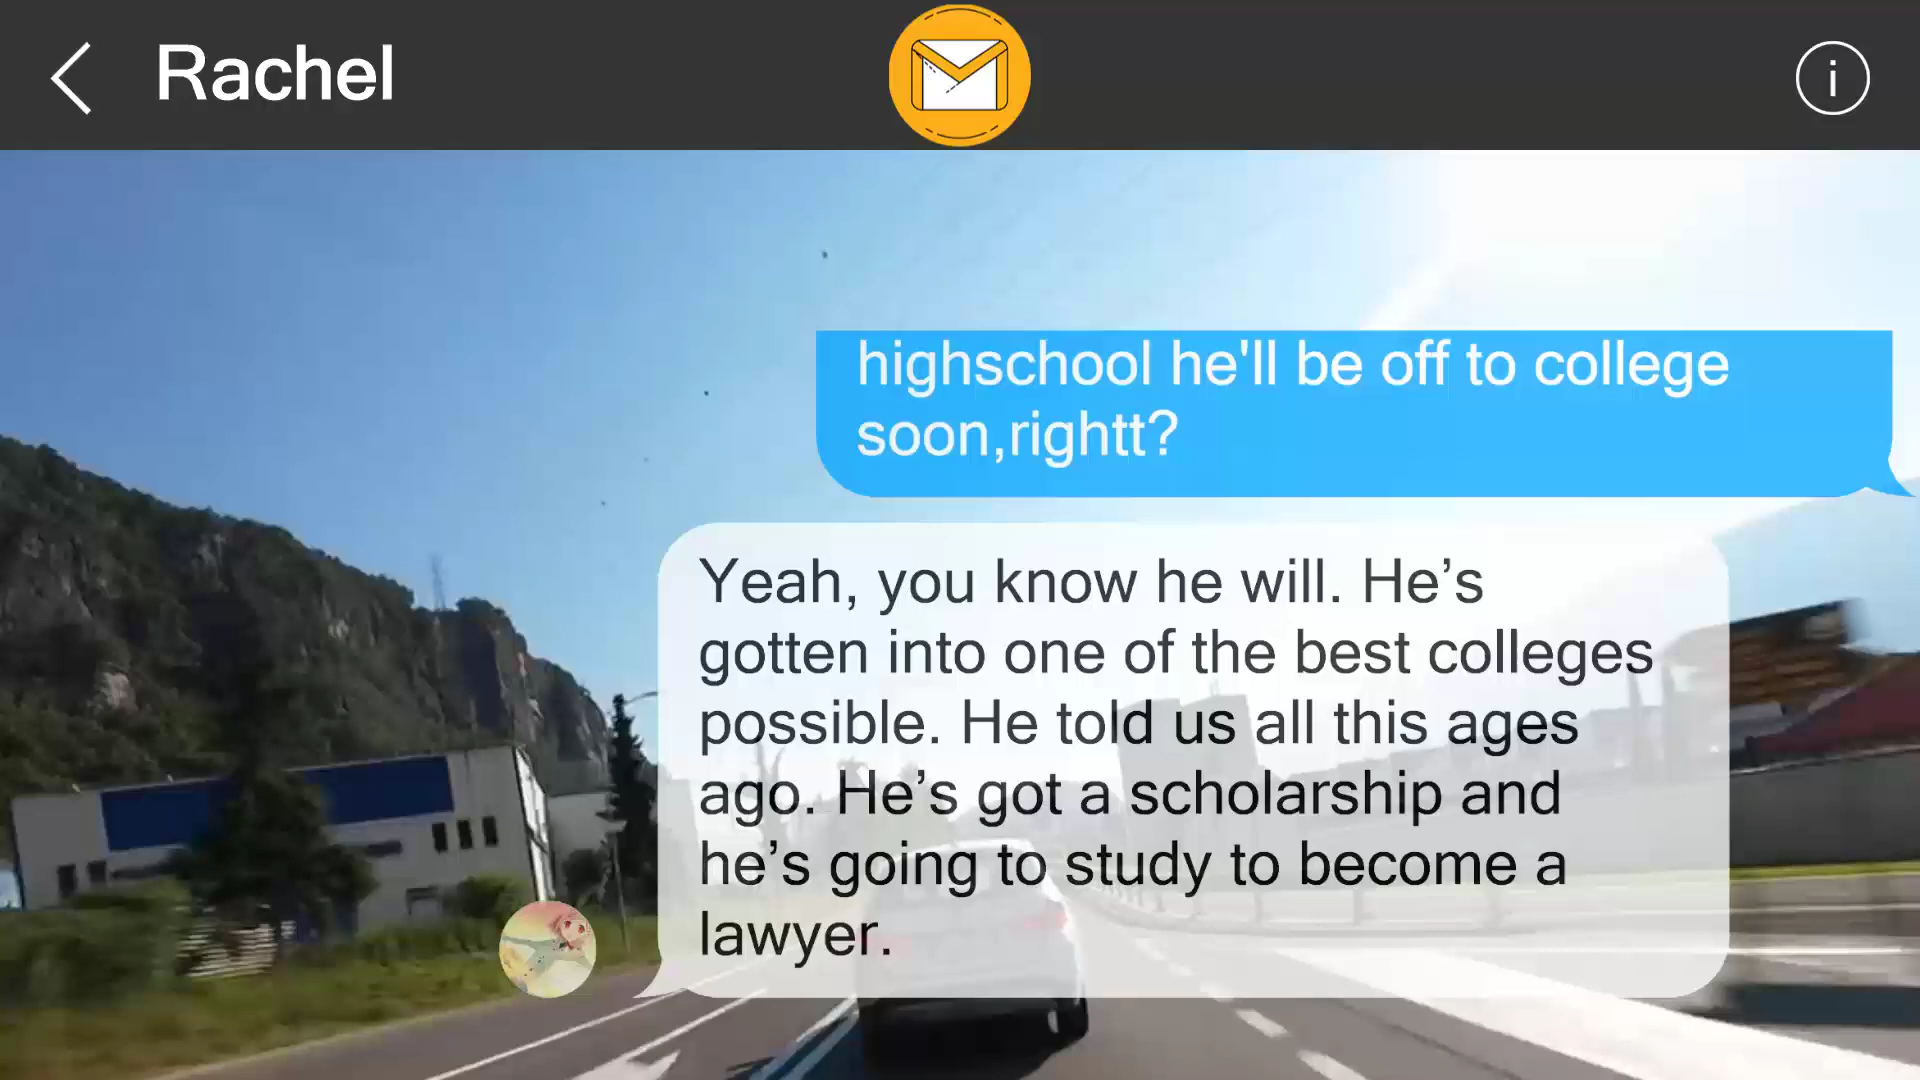 Rachel
i
highschool he'll be off to college
soon,rightt?
Yeah, you know he will. He’s
gotten into one of the best colleges
possible. He told us all this ages
ago. He’s got a scholarship and
he’s going to study to become a
lawyer.